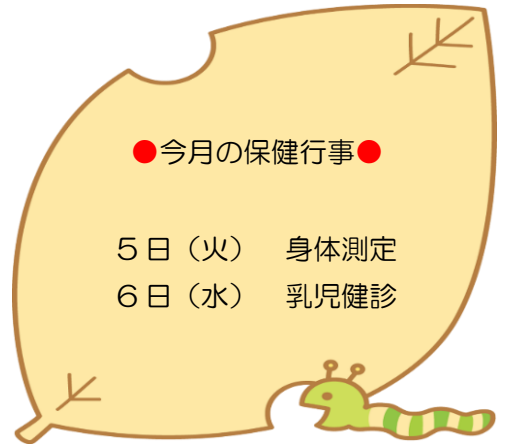 ●今月の保健行事●
５日（火）　身体測定
６日（水）　乳児健診